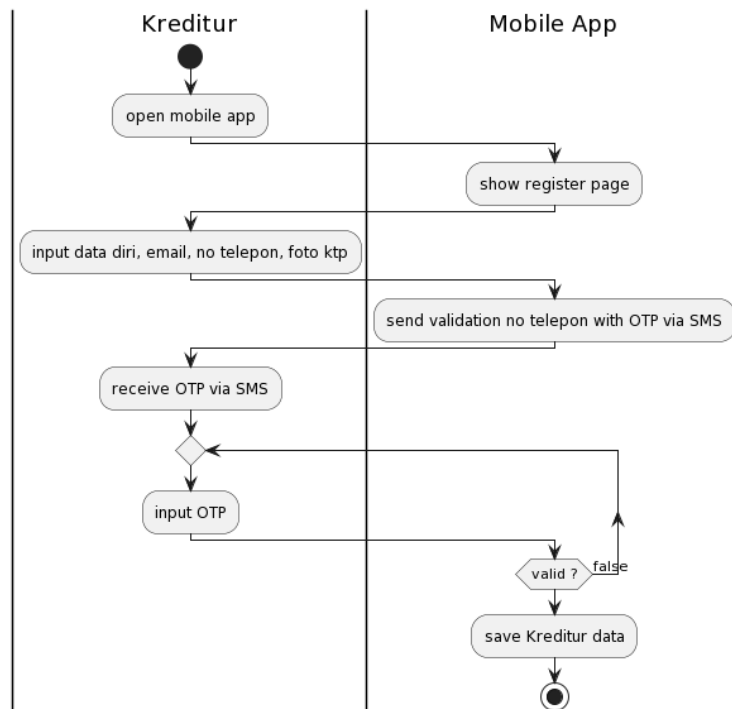 Kreditur
Mobile App
open mobile app
show register page
input data diri, email, no telepon, foto ktp
send validation no telepon with OTP via SMS
receive OTP via SMS
input OTP
valid ?
false
save Kreditur data